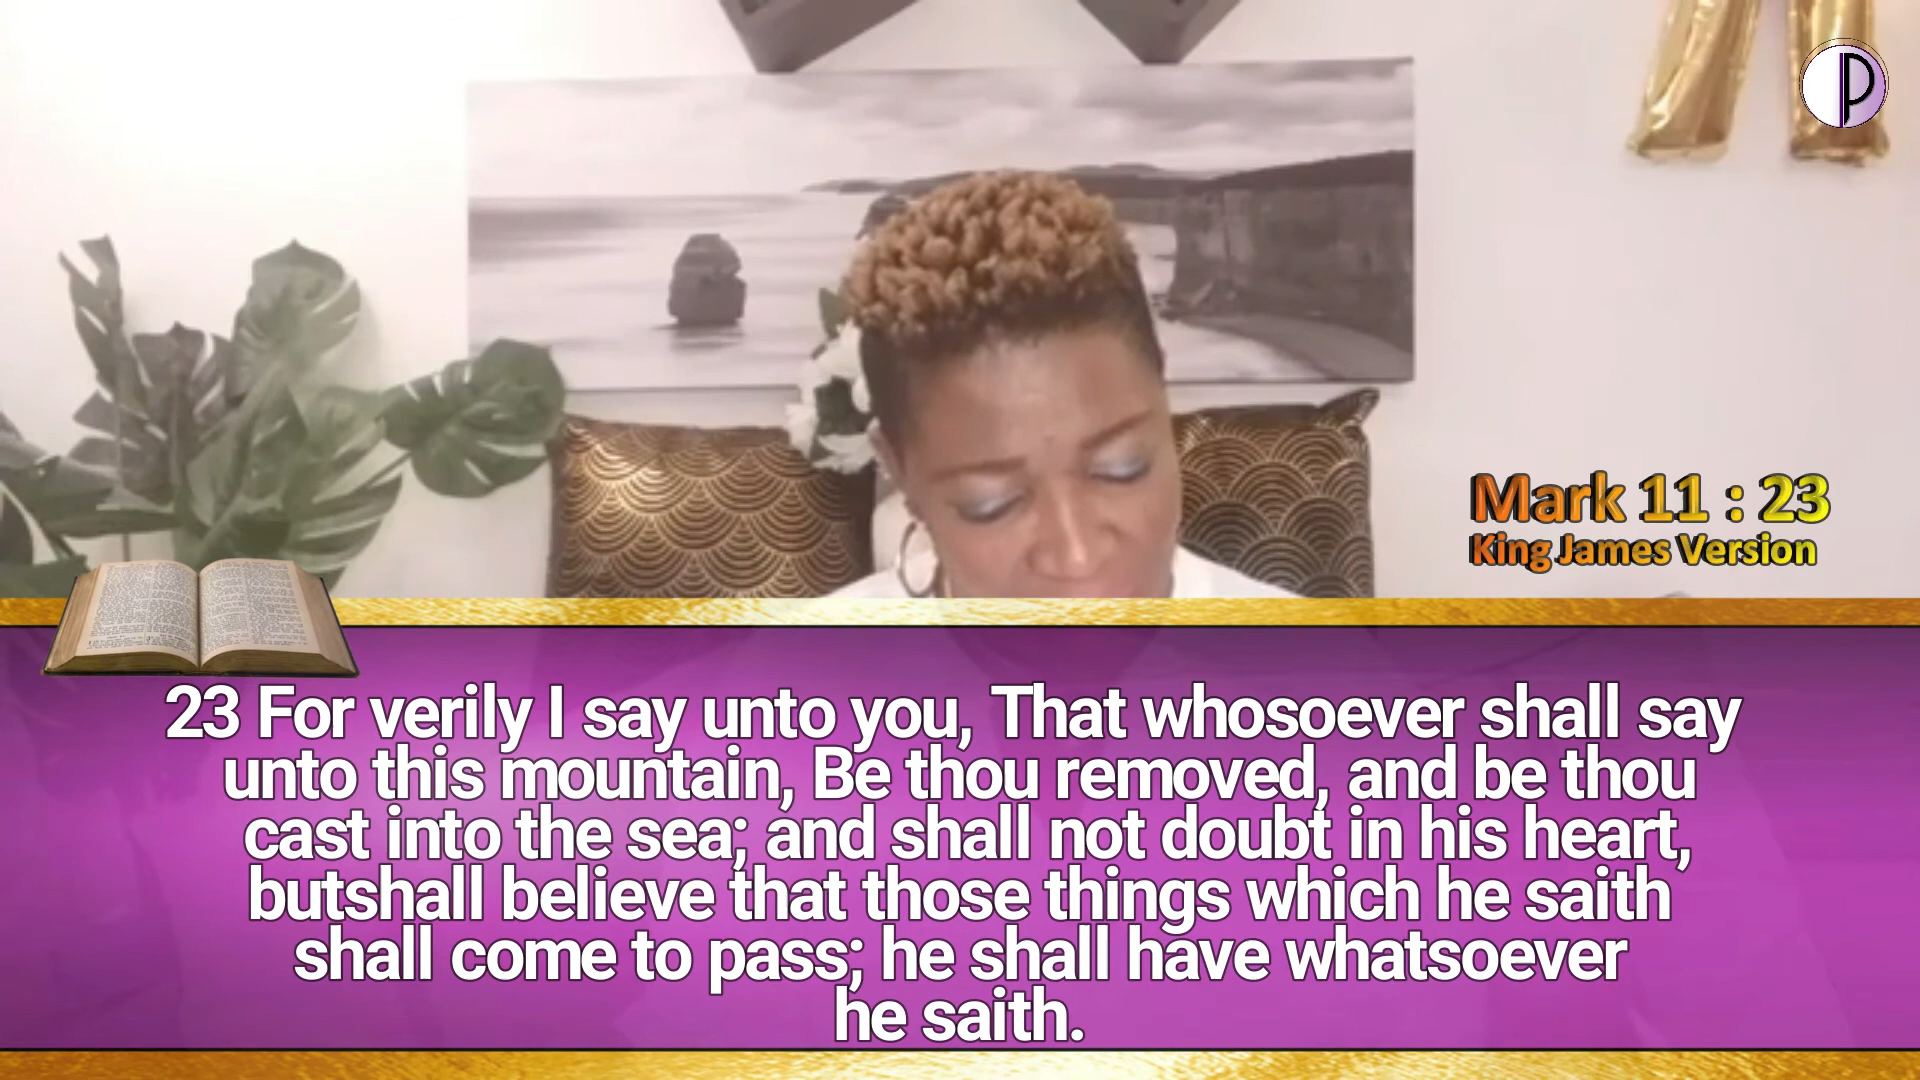 P
Mark 11 : 23
King James Version
23 For verily I say unto you, That whosoever shall say
unto this mountain, Be thou removed, and be thou
cast into the sea; and shall not doubt in his heart,
butshall believe that those things which he saith
shall come to pass; he shall have whatsoever
he saith.